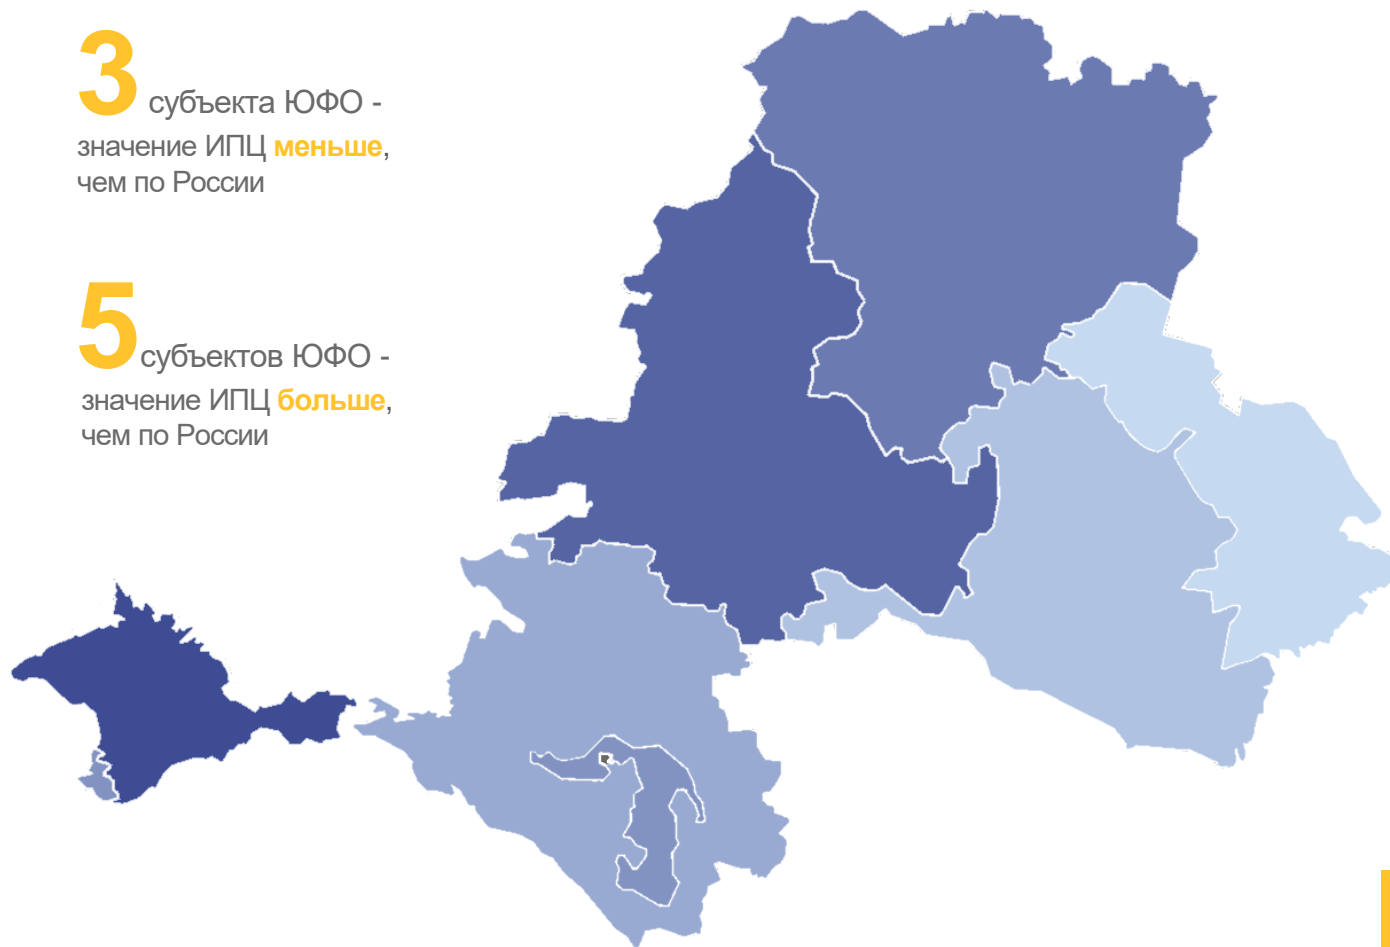 3 субъекта ЮФО -
значение ИПЦ меньше,
чем по России
5 субъектов ЮФО -
значение ИПЦ больше,
чем по России